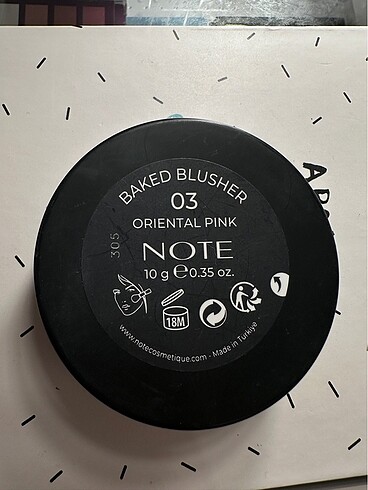 BAKED BLUSHER
03
ORIENTAL PINK
305
NOTE
10 g ℮0.35 oz.
18M
www.notecosmetique.com - Made in Türkiye